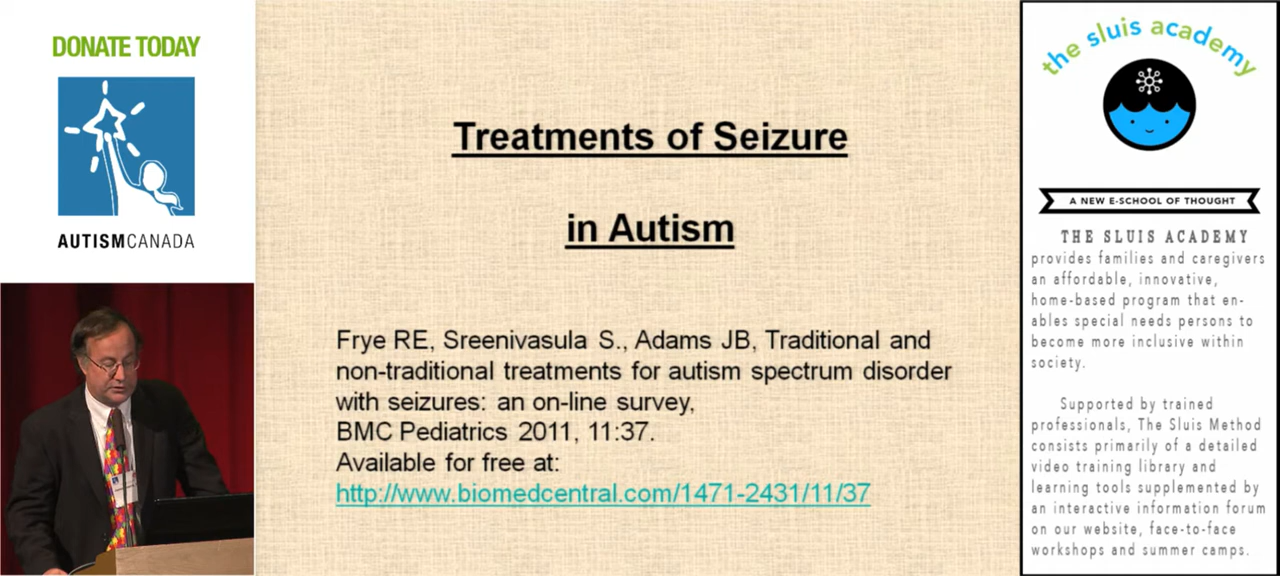 DONATE TODAY
AUTISMCANADA
Treatments of Seizure
in Autism
Frye RE, Sreenivasula S., Adams JB, Traditional and
non-traditional treatments for autism spectrum disorder
with seizures: an on-line survey,
BMC Pediatrics 2011, 11:37.
Available for free at:
http://www.biomedcentral.com/1471-2431/11/37
the sluis academy
A NEW E-SCHOOL OF THOUGHT
THE SLUIS ACADEMY
provides families and caregivers
an affordable, innovative,
home-based program that en-
ables special needs persons to
become more inclusive within
society.
Supported by trained
professionals, The Sluis Method
consists primarily of a detailed
video training library and
learning tools supplemented by
an interactive information forum
on our website, face-to-face
workshops and summer camps.